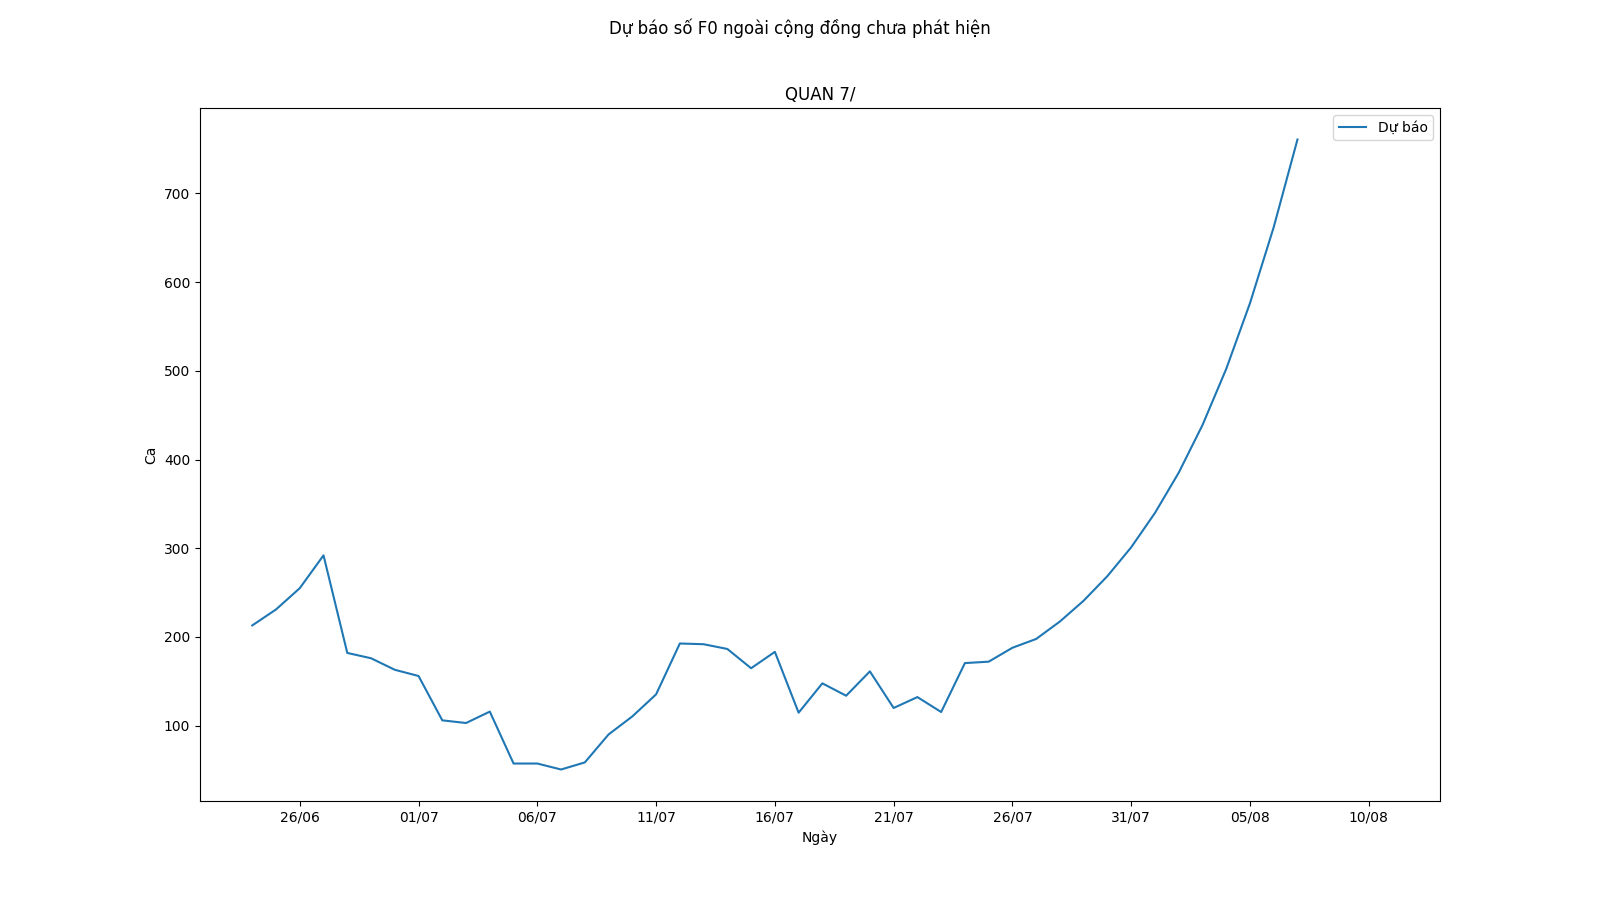 Dự báo số F0 ngoài cộng đồng chưa phát hiện
QUAN 7/
Dự báo
700
600
500
400
300
200
100
Ca
26/06 01/07 06/07 11/07 16/07 21/07 26/07 31/07 05/08 10/08
Ngày